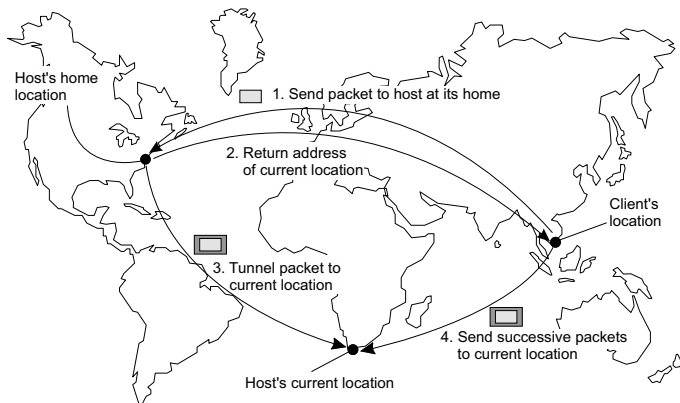 Host's home
location
1. Send packet to host at its home
2. Return address
of current location
Client's
location
3. Tunnel packet to
current location
4. Send successive packets
to current location
Host's current location